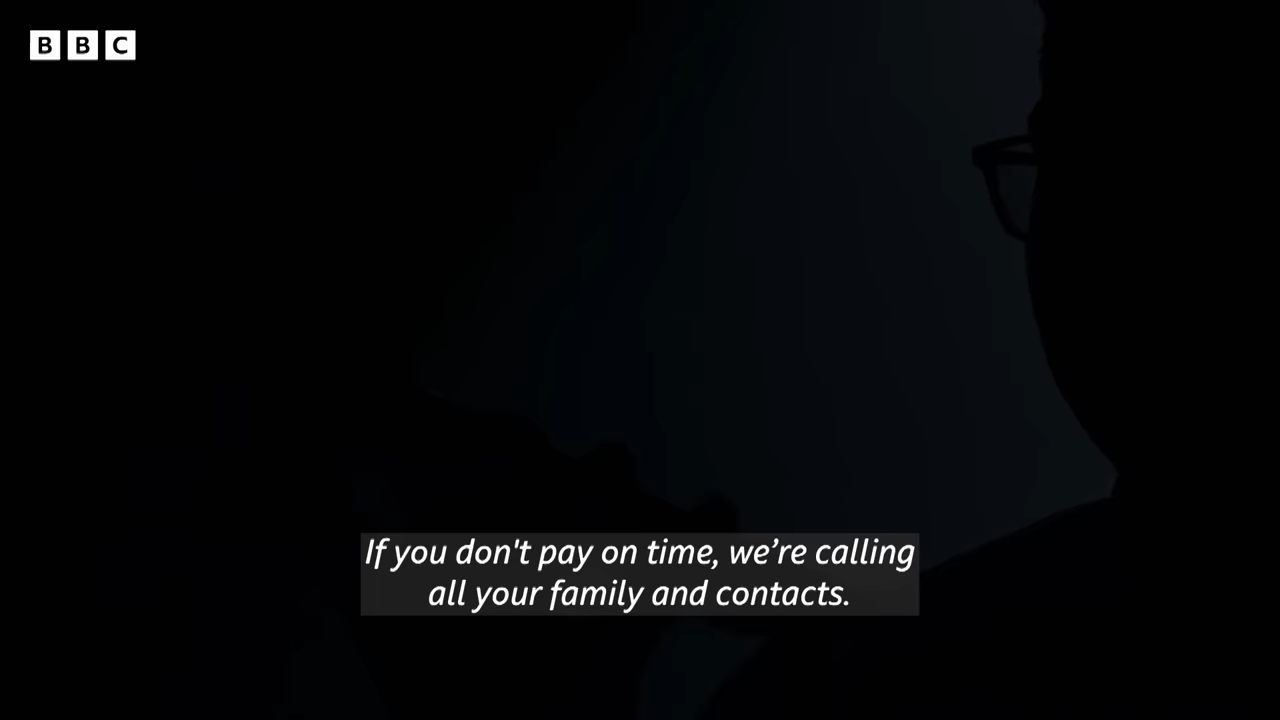 BBC
If you don't pay on time, we’re calling
all your family and contacts.